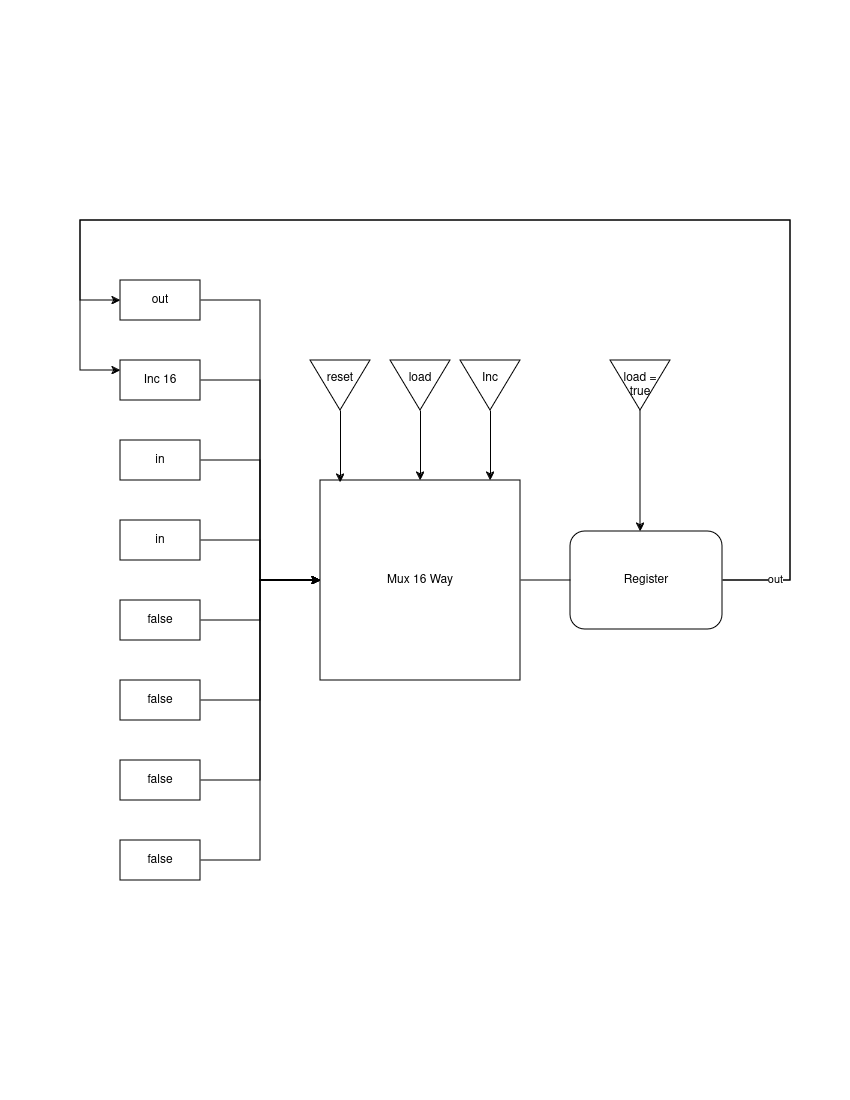 out
Inc 16
in
in
false
false
false
false
reset
load
Inc
load =
true
Mux 16 Way
Register
out